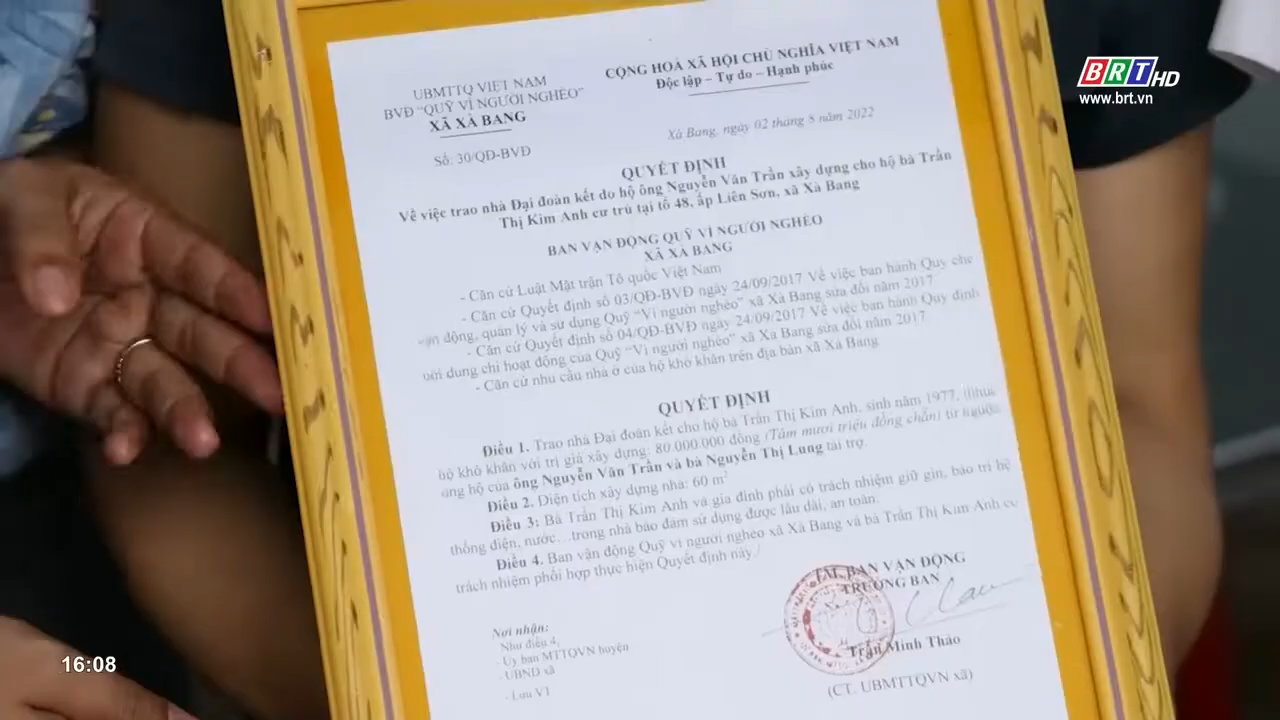 BRT HD
www.brt.vn
UBMTTQ VIỆT NAM
BVĐ “QUỸ VÌ NGƯỜI NGHÈO”
XÃ XÀ BANG
Số: 30/QĐ-BVĐ
CỘNG HOÀ XÃ HỘI CHỦ NGHĨA VIỆT NAM
Độc lập – Tự do – Hạnh phúc
Xà Bang, ngày 02 tháng 8 năm 2022
QUYẾT ĐỊNH
Về việc trao nhà Đại đoàn kết do hộ ông Nguyễn Văn Trần xây dựng cho hộ bà Trần
Thị Kim Anh cư trú tại tổ 48, ấp Liên Sơn, xã Xà Bang
BAN VẬN ĐỘNG QUỸ VÌ NGƯỜI NGHÈO
XÃ XÀ BANG
- Căn cứ Luật Mặt trận Tổ quốc Việt Nam
- Căn cứ Quyết định số 03/QĐ-BVĐ ngày 24/09/2017 Về việc ban hành Quy chế
vận động, quản lý và sử dụng Quỹ “Vì người nghèo” xã Xà Bang sửa đổi năm 2017
- Căn cứ Quyết định số 04/QĐ-BVĐ ngày 24/09/2017 Về việc ban hành Quy định
nội dung chi hoạt động của Quỹ “Vì người nghèo” xã Xà Bang sửa đổi năm 2017
- Căn cứ nhu cầu nhà ở của hộ khó khăn trên địa bàn xã Xà Bang
QUYẾT ĐỊNH
Điều 1. Trao nhà Đại đoàn kết cho hộ bà Trần Thị Kim Anh, sinh năm 1977, (thuộc
hộ khó khăn với trị giá xây dựng: 80.000.000 đồng (Tám mươi triệu đồng chẵn) từ nguồn
ủng hộ của ông Nguyễn Văn Trần và bà Nguyễn Thị Lung tài trợ.
Điều 2. Diện tích xây dựng nhà: 60 m²
Điều 3: Bà Trần Thị Kim Anh và gia đình phải có trách nhiệm giữ gìn, bảo trì hệ
thống điện, nước…trong nhà bảo đảm sử dụng được lâu dài, an toàn.
Điều 4. Ban vận động Quỹ vì người nghèo xã Xà Bang và bà Trần Thị Kim Anh có
trách nhiệm phối hợp thực hiện Quyết định này./
Nơi nhận:
Như điều 4,
- Ủy ban MTTQVN huyện
- UBND xã
- Lưu VT
TM. BAN VẬN ĐỘNG
TRƯỞNG BAN
Trần Minh Thảo
(CT. UBMTTQVN xã)
16:08